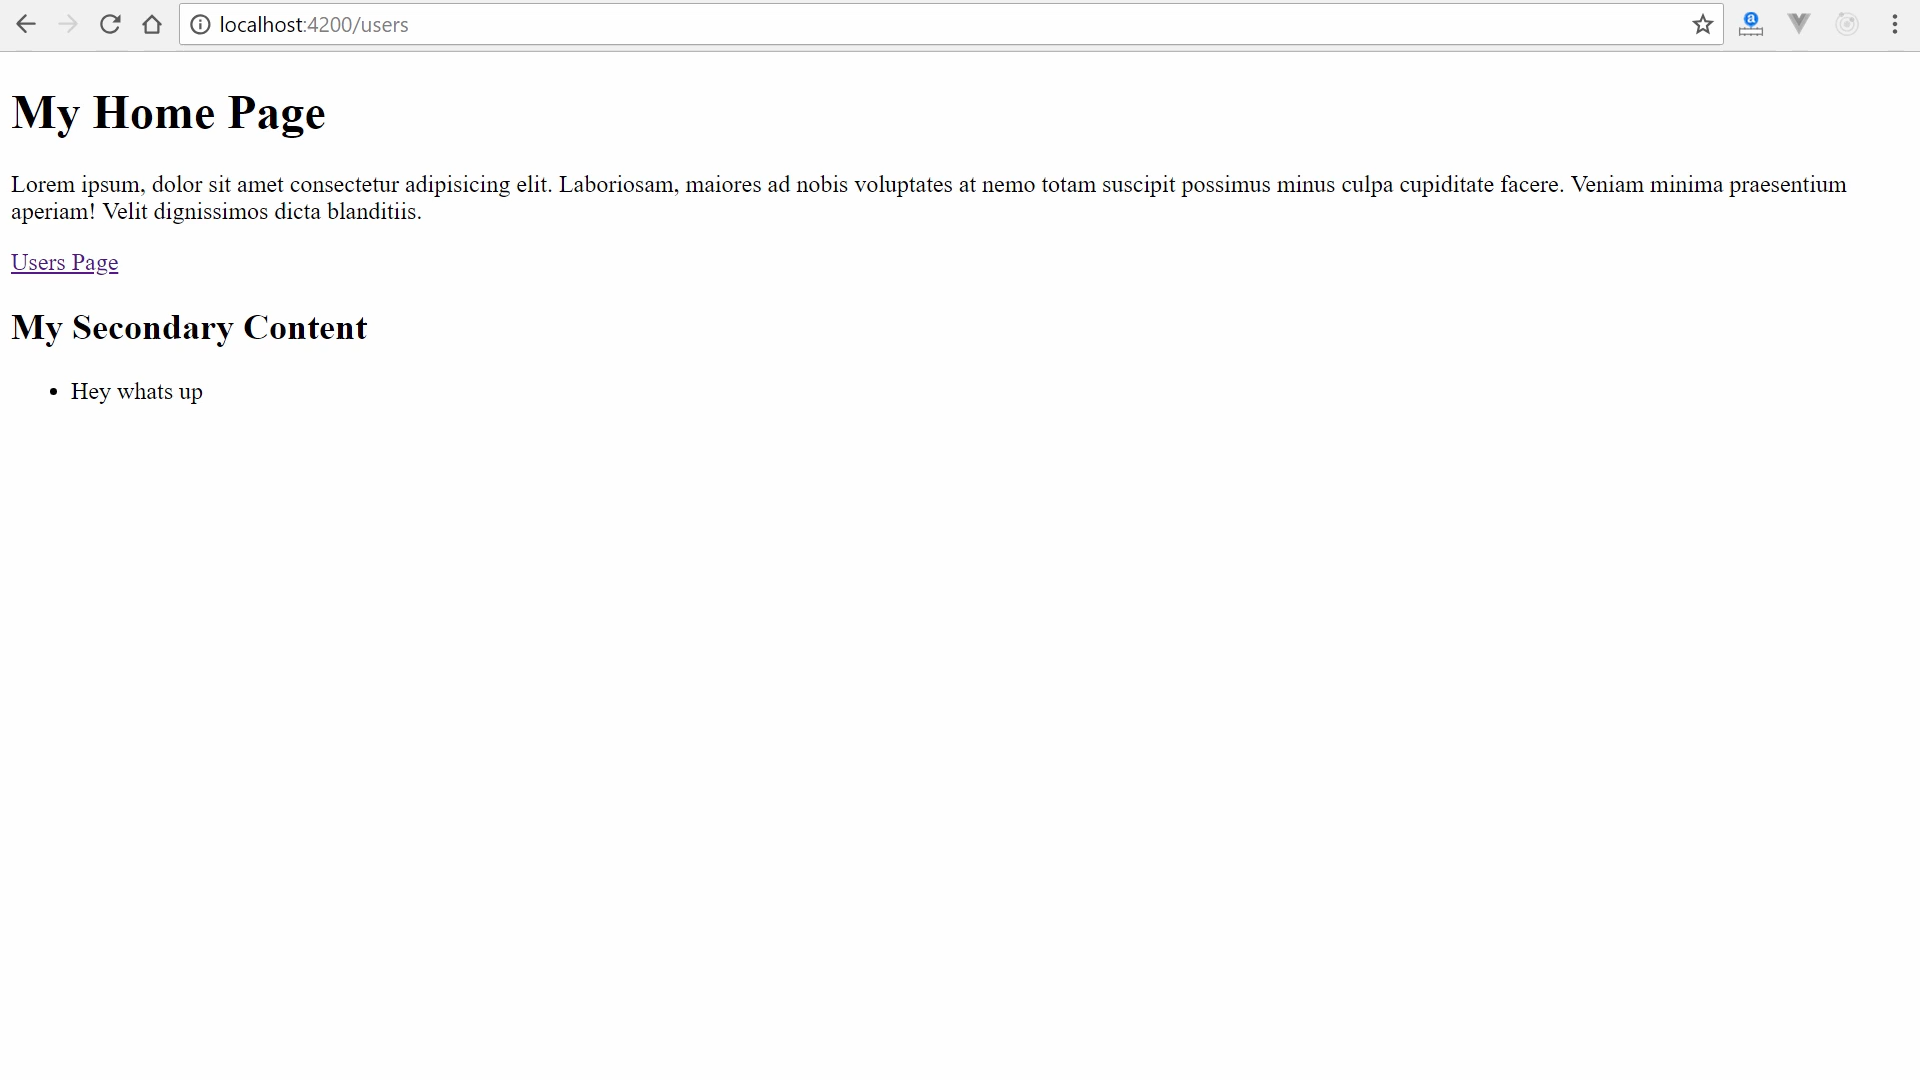 localhost:4200/users
My Home Page
Lorem ipsum, dolor sit amet consectetur adipisicing elit. Laboriosam, maiores ad nobis voluptates at nemo totam suscipit possimus minus culpa cupiditate facere. Veniam minima praesentium
aperiam! Velit dignissimos dicta blanditiis.
Users Page
My Secondary Content
• Hey whats up